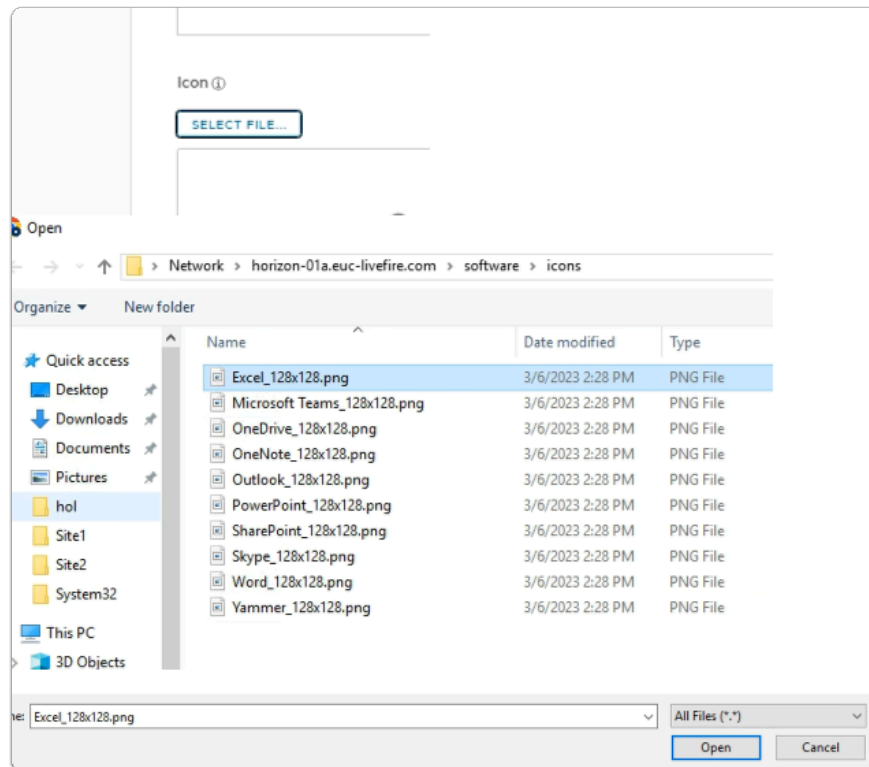 Icon
SELECT FILE...
Open
Network > horizon-01a.euc-livefire.com > software > icons
Organize New folder
Name Date modified Type
Quick access
Desktop
Downloads
Documents
Pictures
hol
Site1
Site2
System32
This PC
3D Objects
Excel_128x128.png 3/6/2023 2:28 PM PNG File
Microsoft Teams_128x128.png 3/6/2023 2:28 PM PNG File
OneDrive_128x128.png 3/6/2023 2:28 PM PNG File
OneNote_128x128.png 3/6/2023 2:28 PM PNG File
Outlook_128x128.png 3/6/2023 2:28 PM PNG File
PowerPoint_128x128.png 3/6/2023 2:28 PM PNG File
SharePoint_128x128.png 3/6/2023 2:28 PM PNG File
Skype_128x128.png 3/6/2023 2:28 PM PNG File
Word_128x128.png 3/6/2023 2:28 PM PNG File
Yammer_128x128.png 3/6/2023 2:28 PM PNG File
ne: Excel_128x128.png All Files (*.*)
Open Cancel